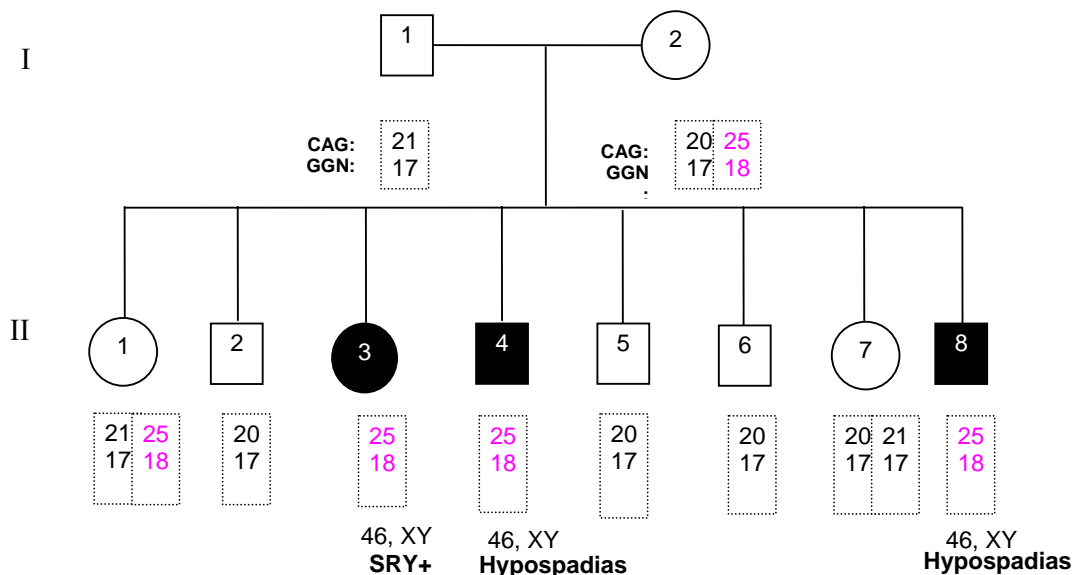 I
1 2
CAG: 21
GGN: 17
CAG: 20 25
GGN 17 18
:
II
1 2 3 4 5 6 7 8
21 25 20 25 25 20 20 20 21 25
17 18 17 18 18 17 17 17 17 18
46, XY 46, XY 46, XY
SRY+ Hypospadias Hypospadias